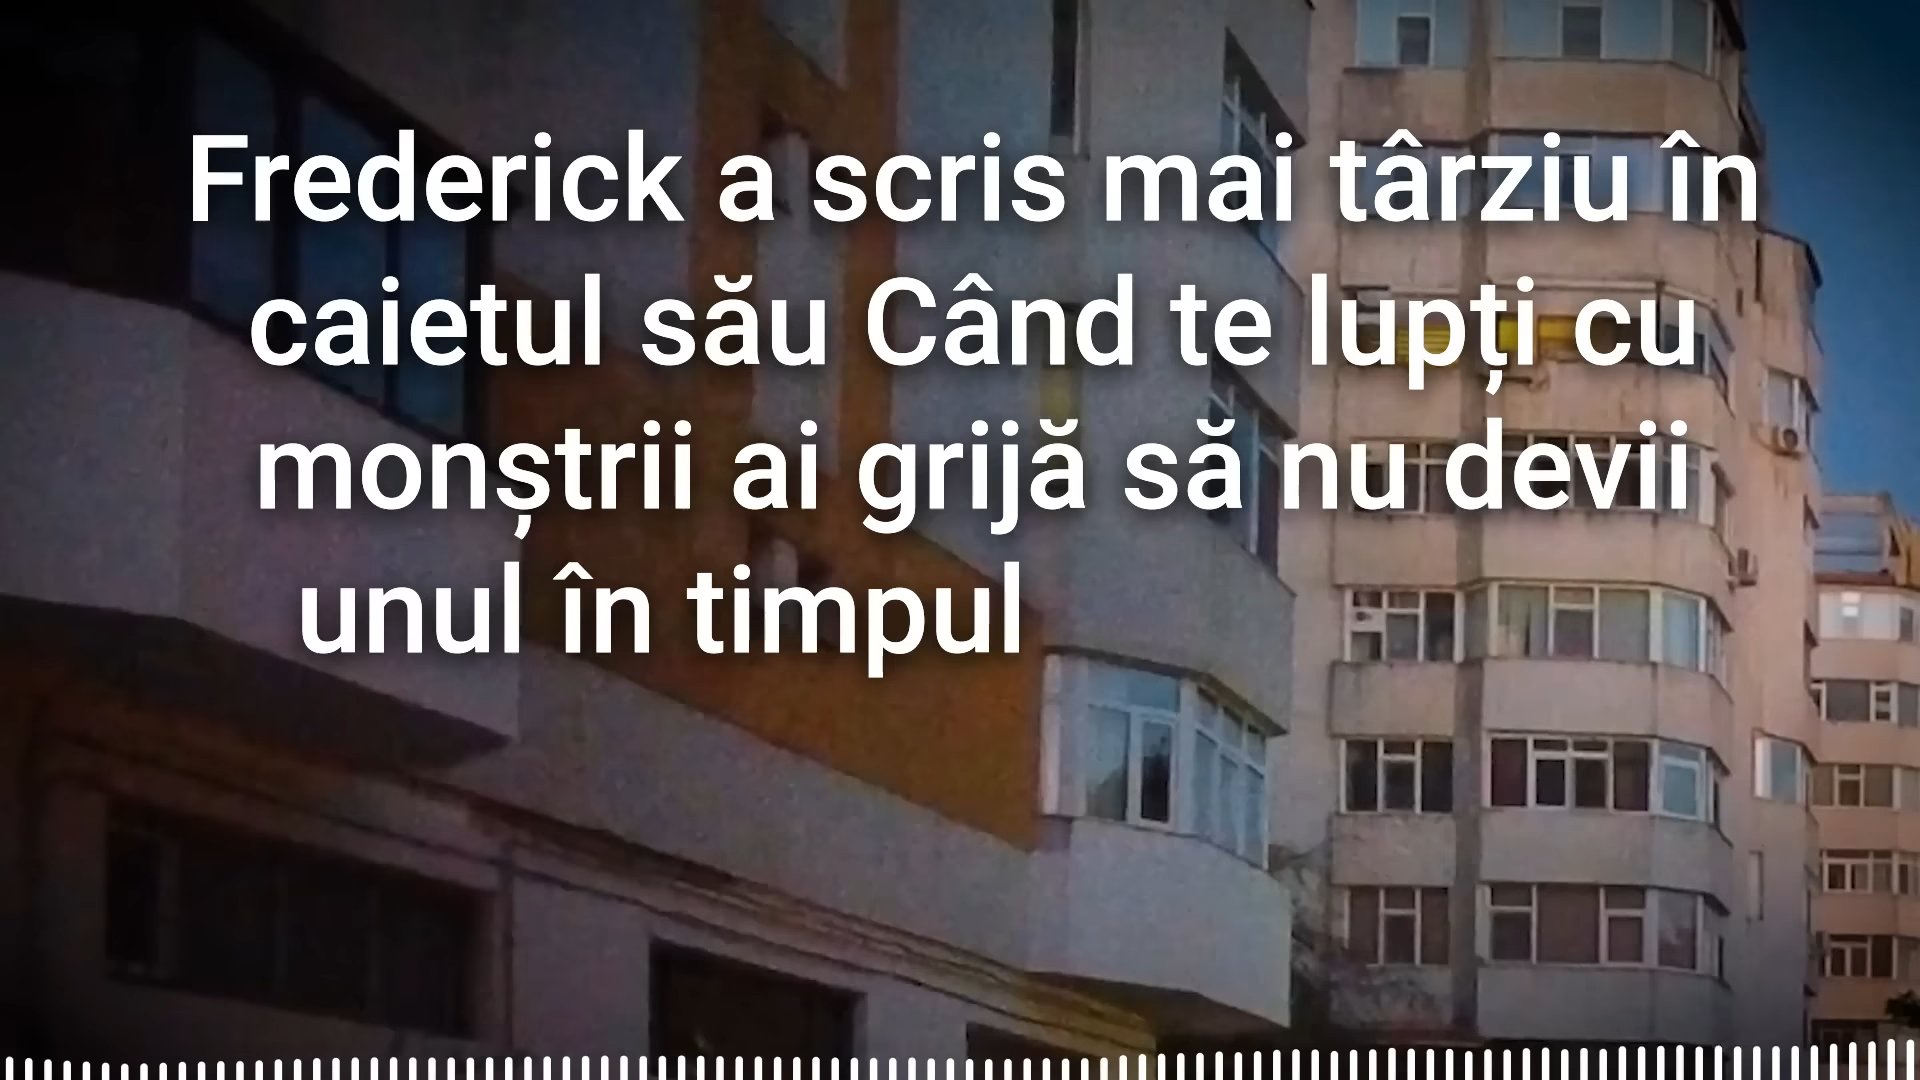 Frederick a scris mai târziu în
caietul său Când te lupți cu
monștrii ai grijă să nu devii
unul în timpul